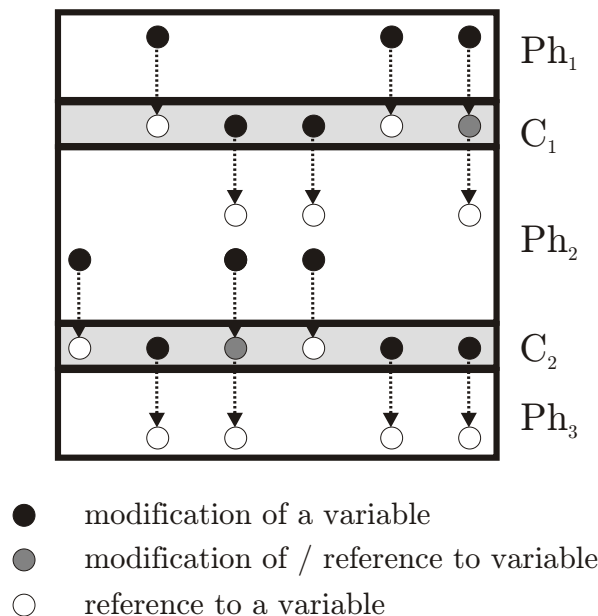 Ph₁
C₁
Ph₂
C₂
Ph₃
modification of a variable
modification of / reference to variable
reference to a variable